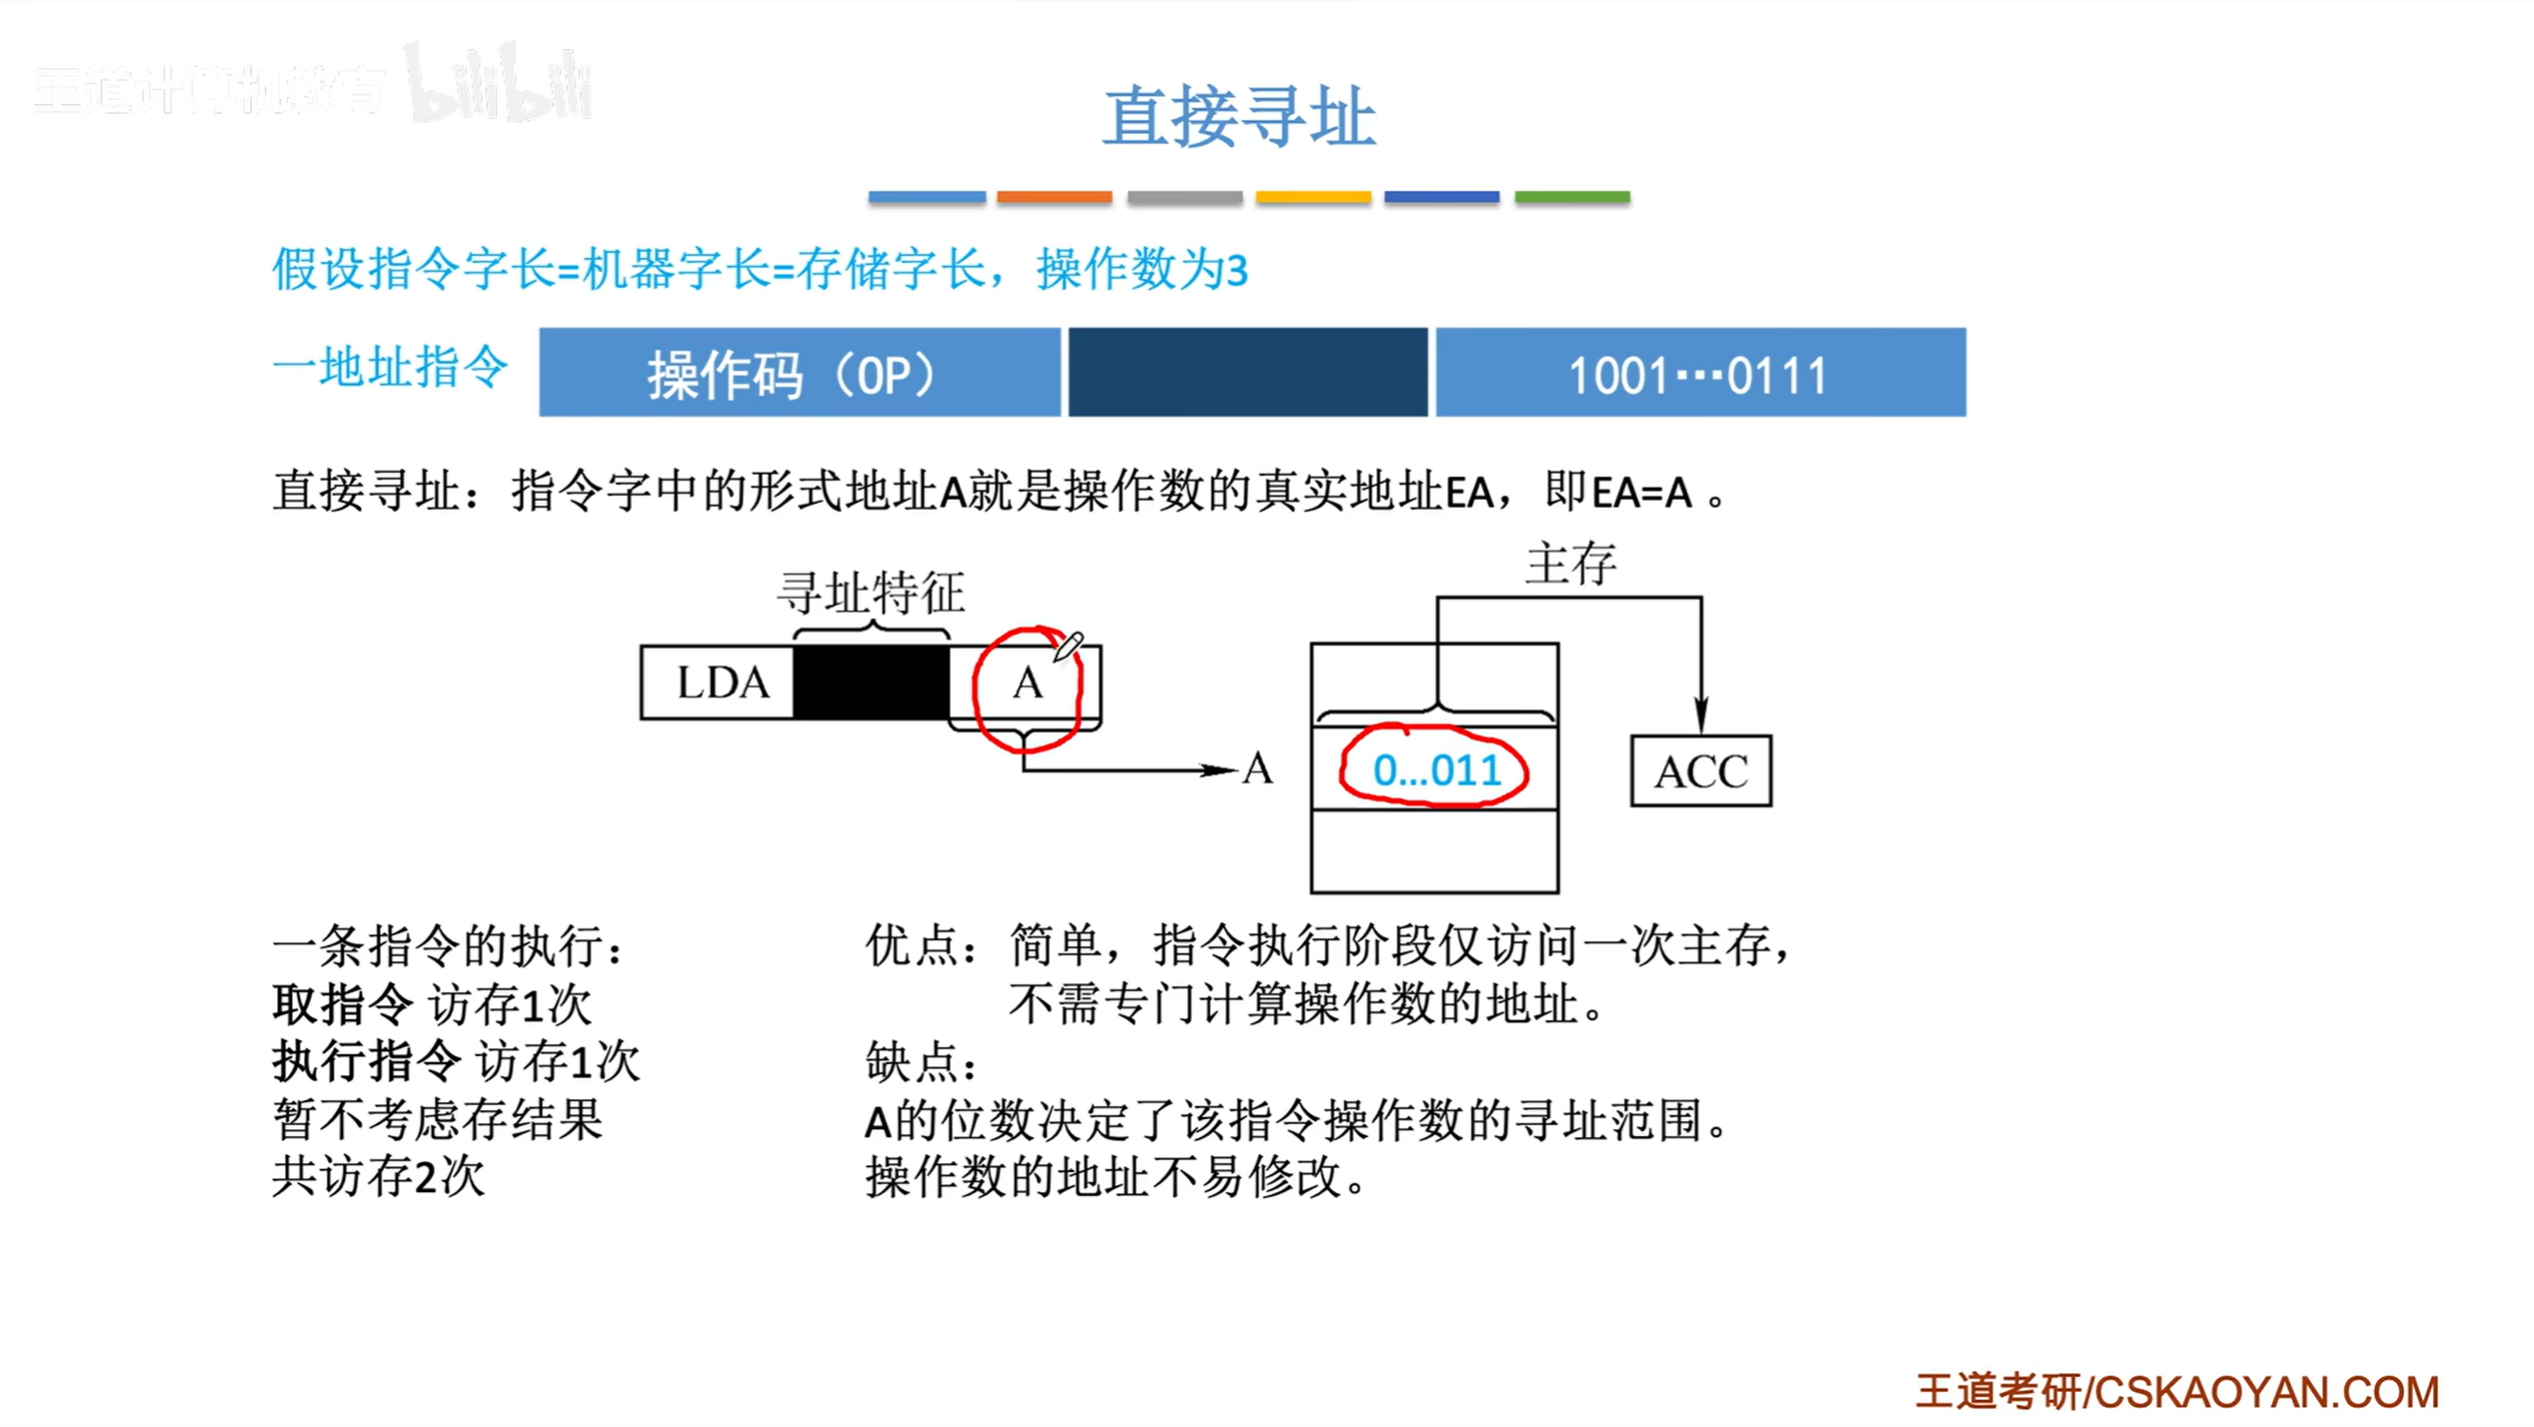 王道计算机教育 bilibili
直接寻址
假设指令字长=机器字长=存储字长，操作数为3
一地址指令 操作码（OP） 1001…0111
直接寻址：指令字中的形式地址A就是操作数的真实地址EA，即EA=A 。
主存
寻址特征
LDA A
A 0...011 ACC
一条指令的执行：
取指令 访存1次
执行指令 访存1次
暂不考虑存结果
共访存2次
优点：简单，指令执行阶段仅访问一次主存，
不需专门计算操作数的地址。
缺点：
A的位数决定了该指令操作数的寻址范围。
操作数的地址不易修改。
王道考研/CSKAOYAN.COM